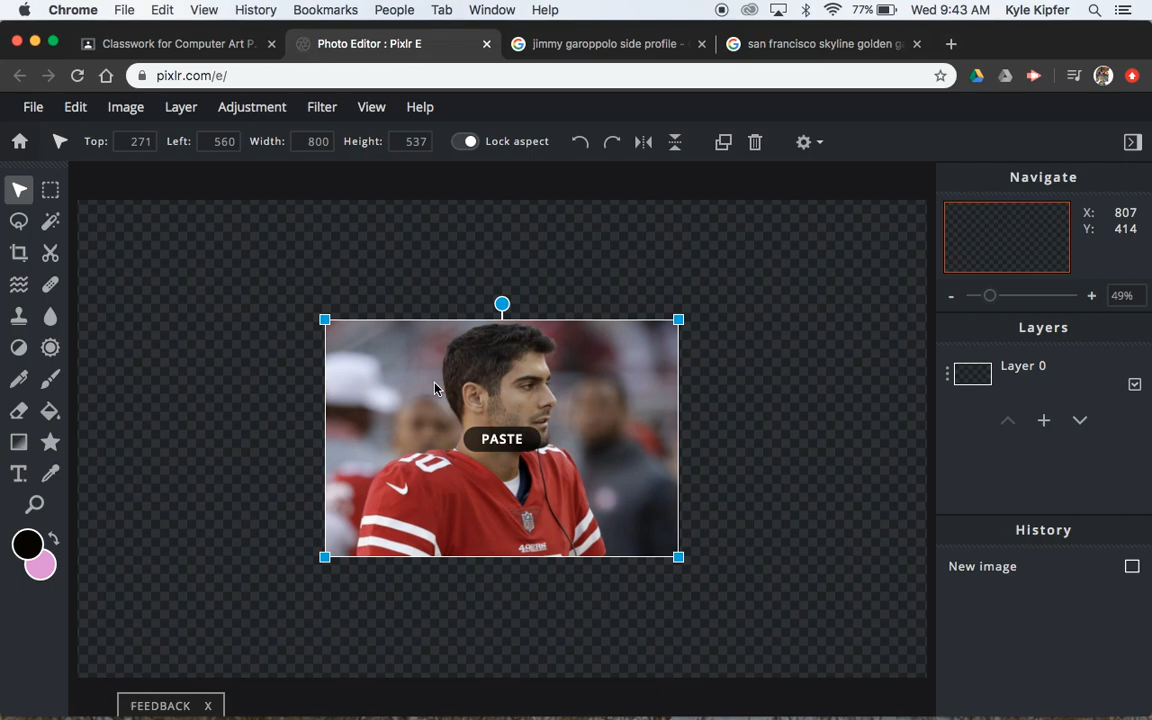 Chrome File Edit View History Bookmarks People Tab Window Help 77% Wed 9:43 AM Kyle Kipfer
Classwork for Computer Art P. Photo Editor : Pixlr E jimmy garoppolo side profile - san francisco skyline golden g
pixlr.com/e/
File Edit Image Layer Adjustment Filter View Help
Top: 271 Left: 560 Width: 800 Height: 537 Lock aspect
Navigate
X: 807
Y: 414
- + 49%
Layers
Layer 0
PASTE
10
49ERS
History
New image
FEEDBACK X